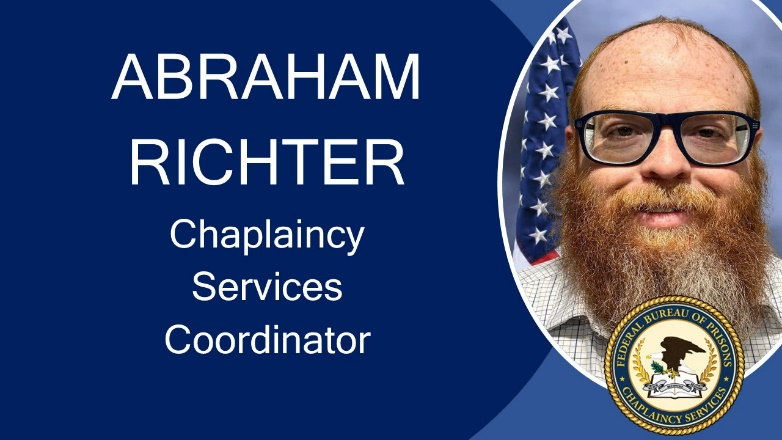 ABRAHAM
RICHTER
Chaplaincy
Services
Coordinator
FEDERAL BUREAU OF PRISONS
CHAPLAINCY SERVICES